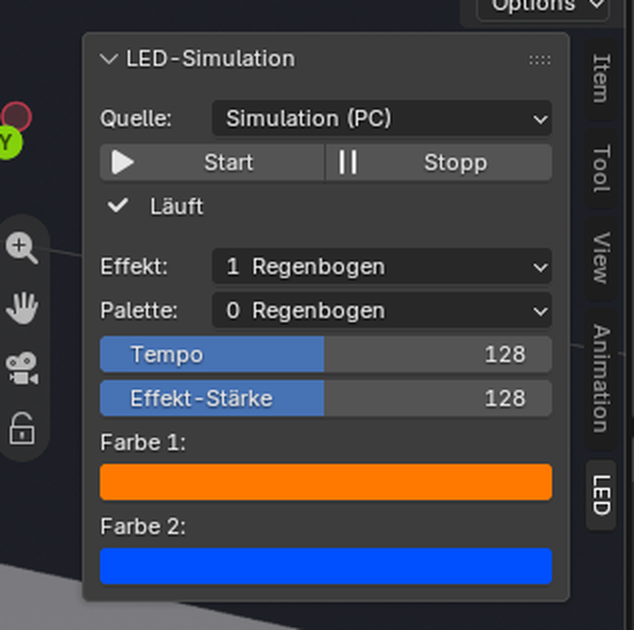 Options
LED-Simulation
Quelle: Simulation (PC)
Start Stopp
Läuft
Effekt: 1 Regenbogen
Palette: 0 Regenbogen
Tempo 128
Effekt-Stärke 128
Farbe 1:
Farbe 2:
Item
Tool
View
Animation
LED
Y